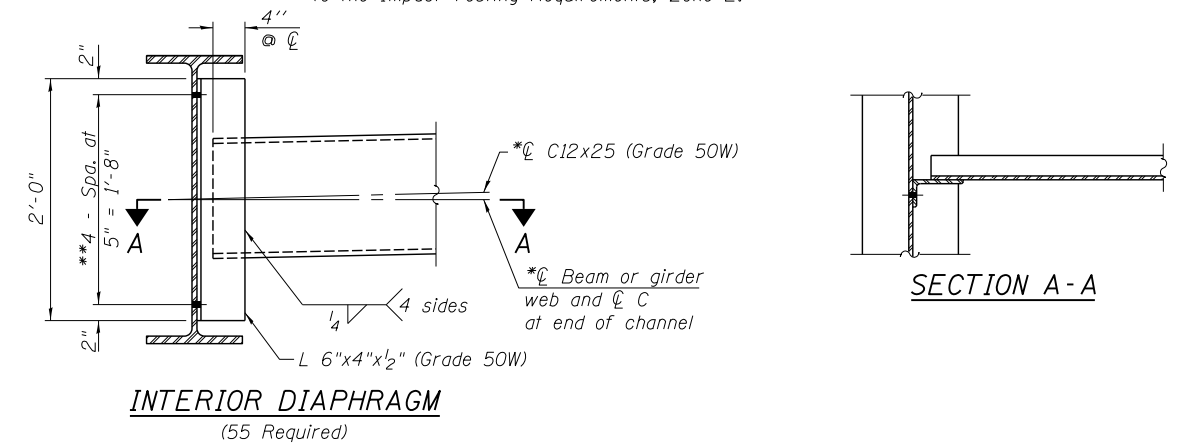 to the Impact Testing Requirements, Zone 2.
4''
@ ℄
2"
2'-0"
**4 - Spa. at
5" = 1'-8"
2"
A
A
*℄ C12x25 (Grade 50W)
*℄ Beam or girder
web and ℄ C
at end of channel
1/4
4 sides
L 6"x4"x1/2" (Grade 50W)
INTERIOR DIAPHRAGM
(55 Required)
SECTION A-A